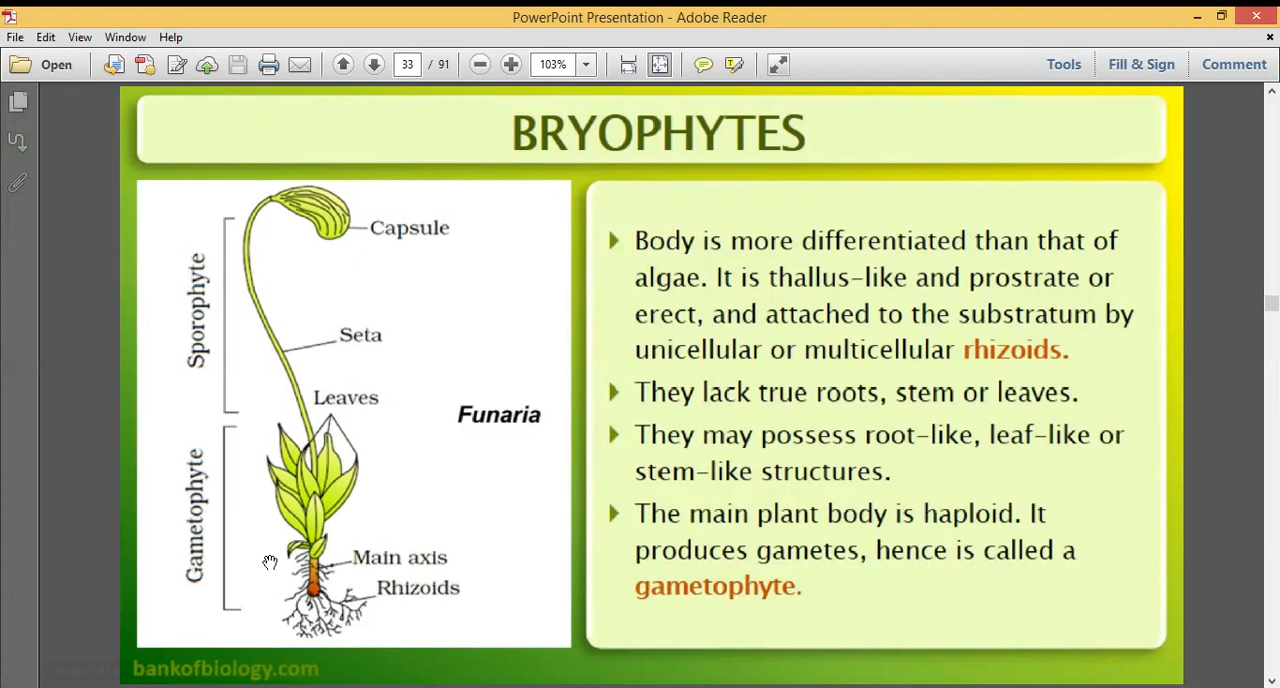 PowerPoint Presentation - Adobe Reader
File Edit View Window Help
Open 33 / 91 103% Tools Fill & Sign Comment
BRYOPHYTES
Capsule
Sporophyte
Seta
Leaves
Funaria
Gametophyte
Main axis
Rhizoids
Body is more differentiated than that of
algae. It is thallus-like and prostrate or
erect, and attached to the substratum by
unicellular or multicellular rhizoids.
They lack true roots, stem or leaves.
They may possess root-like, leaf-like or
stem-like structures.
The main plant body is haploid. It
produces gametes, hence is called a
gametophyte.
bankofbiology.com